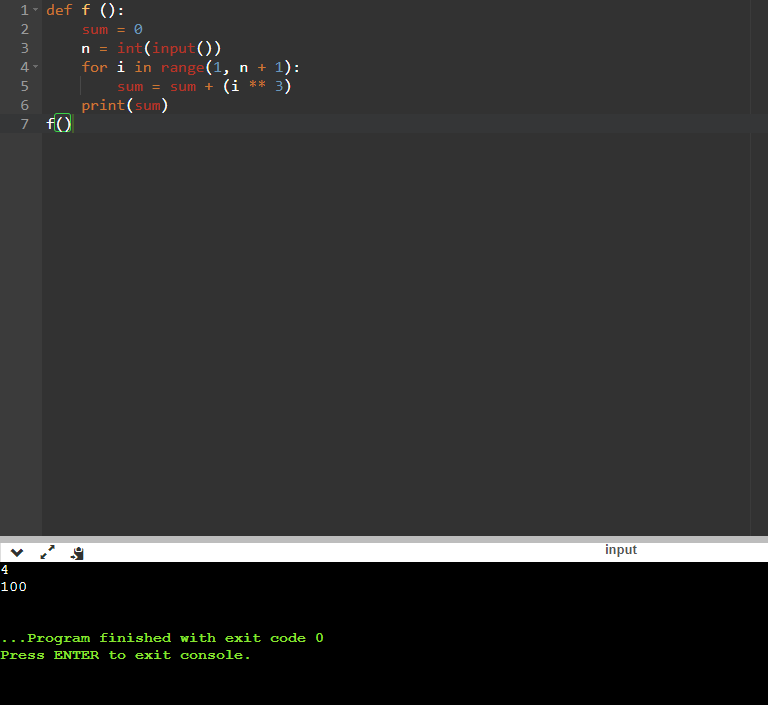 1 def f ():
2     sum = 0
3     n = int(input())
4     for i in range(1, n + 1):
5         sum = sum + (i ** 3)
6     print(sum)
7 f()
input
4
100
...Program finished with exit code 0
Press ENTER to exit console.